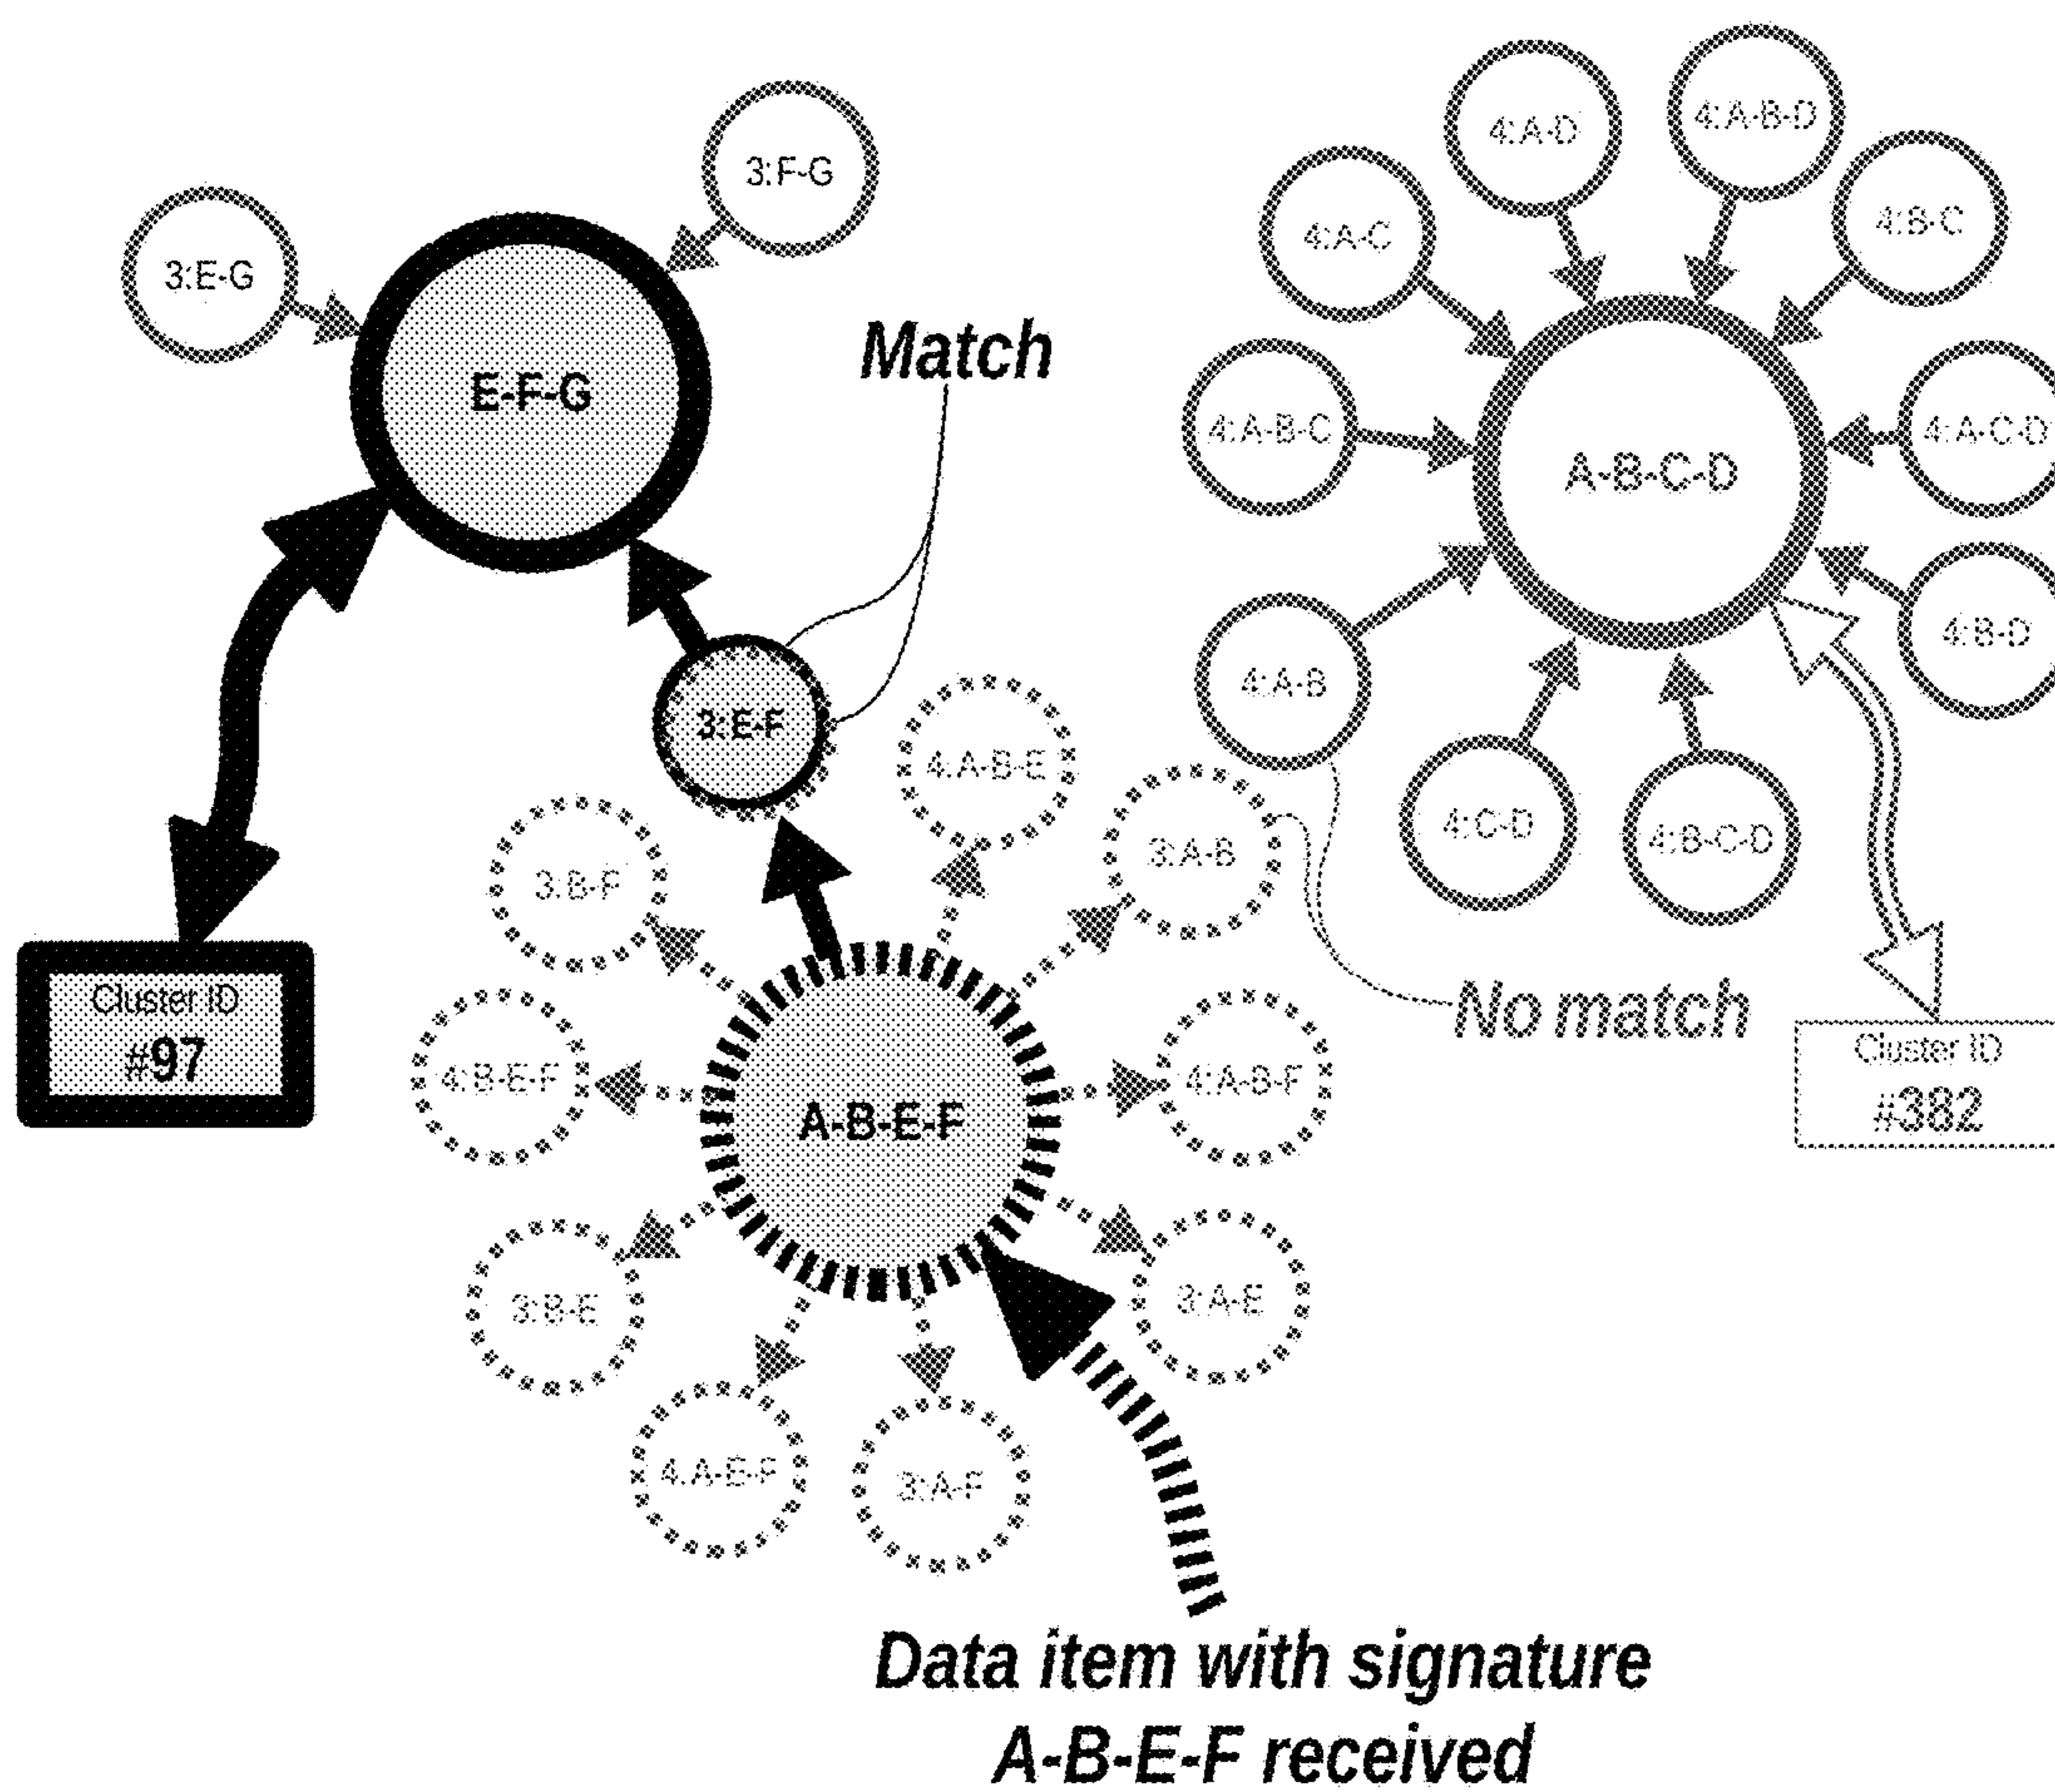 4:A-D
4:A-B-D
3:F-G
4:A-C
4:B-C
3:E-G
Match
E-F-G
4:A-B-C
4:A-C-D
A-B-C-D
4:B-D
4:A-B
3:E-F
4:A-B-E
4:C-D
4:B-C-D
3:A-B
3:B-F
Cluster ID
#97
No match
4:B-E-F
4:A-B-F
Cluster ID
#382
A-B-E-F
3:B-E
3:A-E
4:A-E-F
3:A-F
Data item with signature
A-B-E-F received